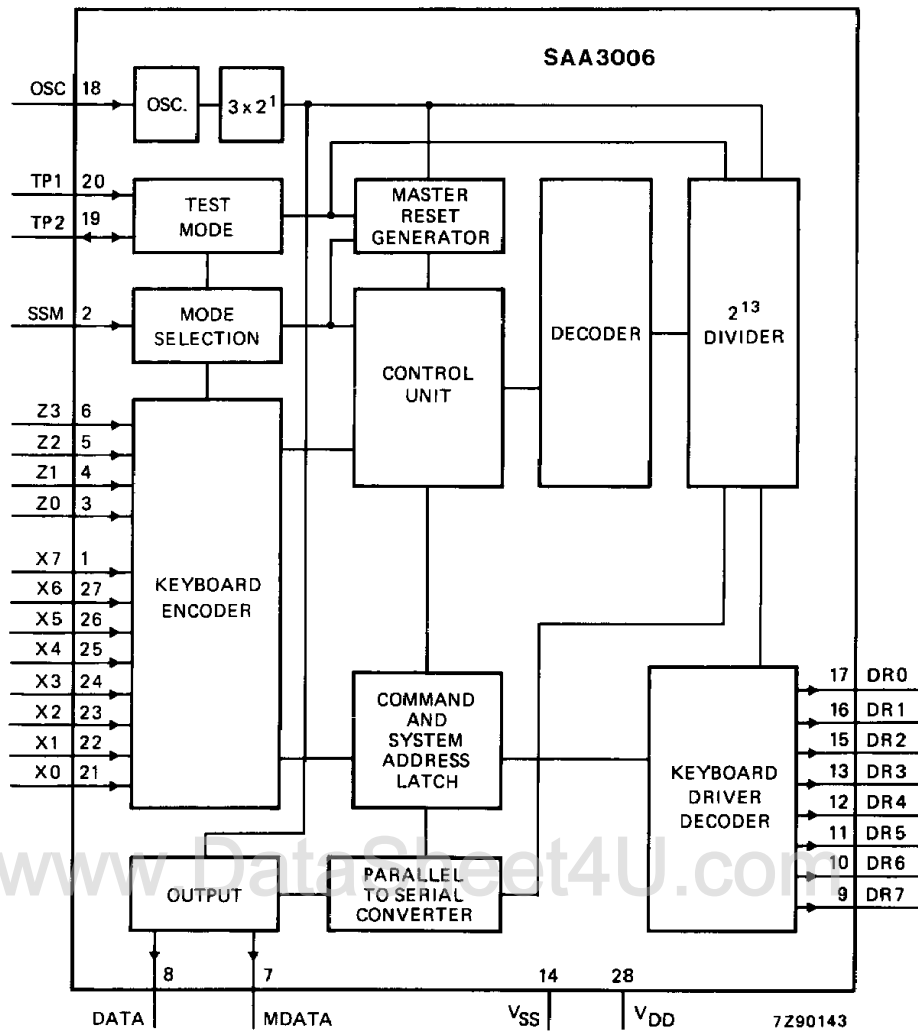 SAA3006
OSC 18
OSC.
3 x 2¹
TP1 20
TP2 19
TEST
MODE
MASTER
RESET
GENERATOR
SSM 2
MODE
SELECTION
CONTROL
UNIT
DECODER
2¹³
DIVIDER
Z3 6
Z2 5
Z1 4
Z0 3
X7 1
X6 27
X5 26
X4 25
X3 24
X2 23
X1 22
X0 21
KEYBOARD
ENCODER
COMMAND
AND
SYSTEM
ADDRESS
LATCH
KEYBOARD
DRIVER
DECODER
17 DR0
16 DR1
15 DR2
13 DR3
12 DR4
11 DR5
10 DR6
9 DR7
www.DataSheet4U.com
OUTPUT
PARALLEL
TO SERIAL
CONVERTER
8 7 14 28
DATA MDATA VSS VDD
7Z90143